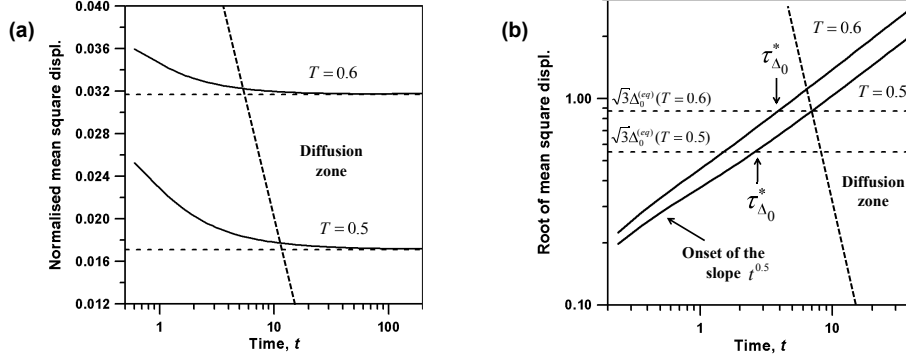 (a)
Normalised mean square displ.
0.040
0.036
0.032
0.028
0.024
0.020
0.016
0.012
T = 0.6
Diffusion
zone
T = 0.5
1
10
100
Time, t
(b)
Root of mean square displ.
1.00
0.10
T = 0.6
τ*Δ₀
√3Δ₀^(eq)(T = 0.6)
T = 0.5
√3Δ₀^(eq)(T = 0.5)
τ*Δ₀
Diffusion
zone
Onset of the
slope t^0.5
1
10
Time, t